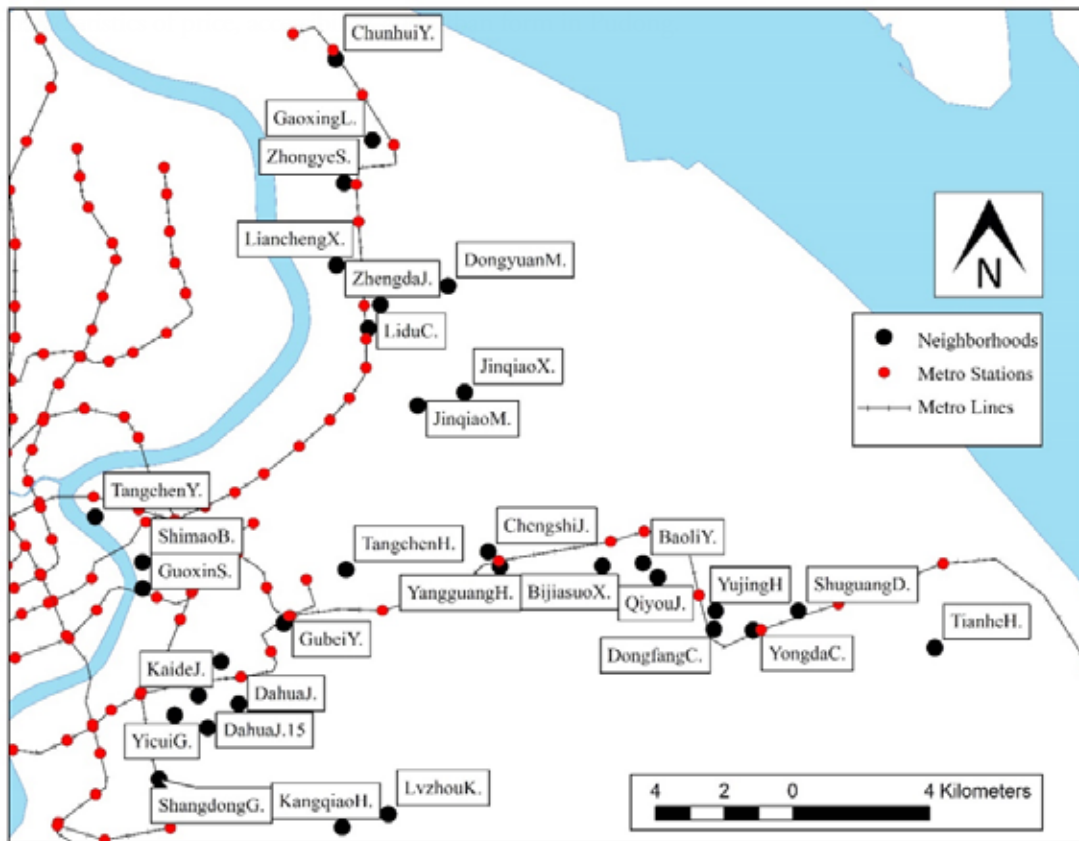 ChunhuiY.
GaoxingL.
ZhongyeS.
LianchengX.
DongyuanM.
ZhengdaJ.
N
LiduC.
Neighborhoods
JinqiaoX.
Metro Stations
Metro Lines
JinqiaoM.
TangchenY.
ChengshiJ.
ShimaoB.
BaoliY.
TangchenH.
GuoxinS.
YangguangH.
BijiasuoX.
YujingH
ShuguangD.
QiyouJ.
TianheH.
GubeiY.
DongfangC.
YongdaC.
KaideJ.
DahuaJ.
YicuiG.
DahuaJ.15
4 2 0 4 Kilometers
ShangdongG.
KangqiaoH.
LvzhouK.